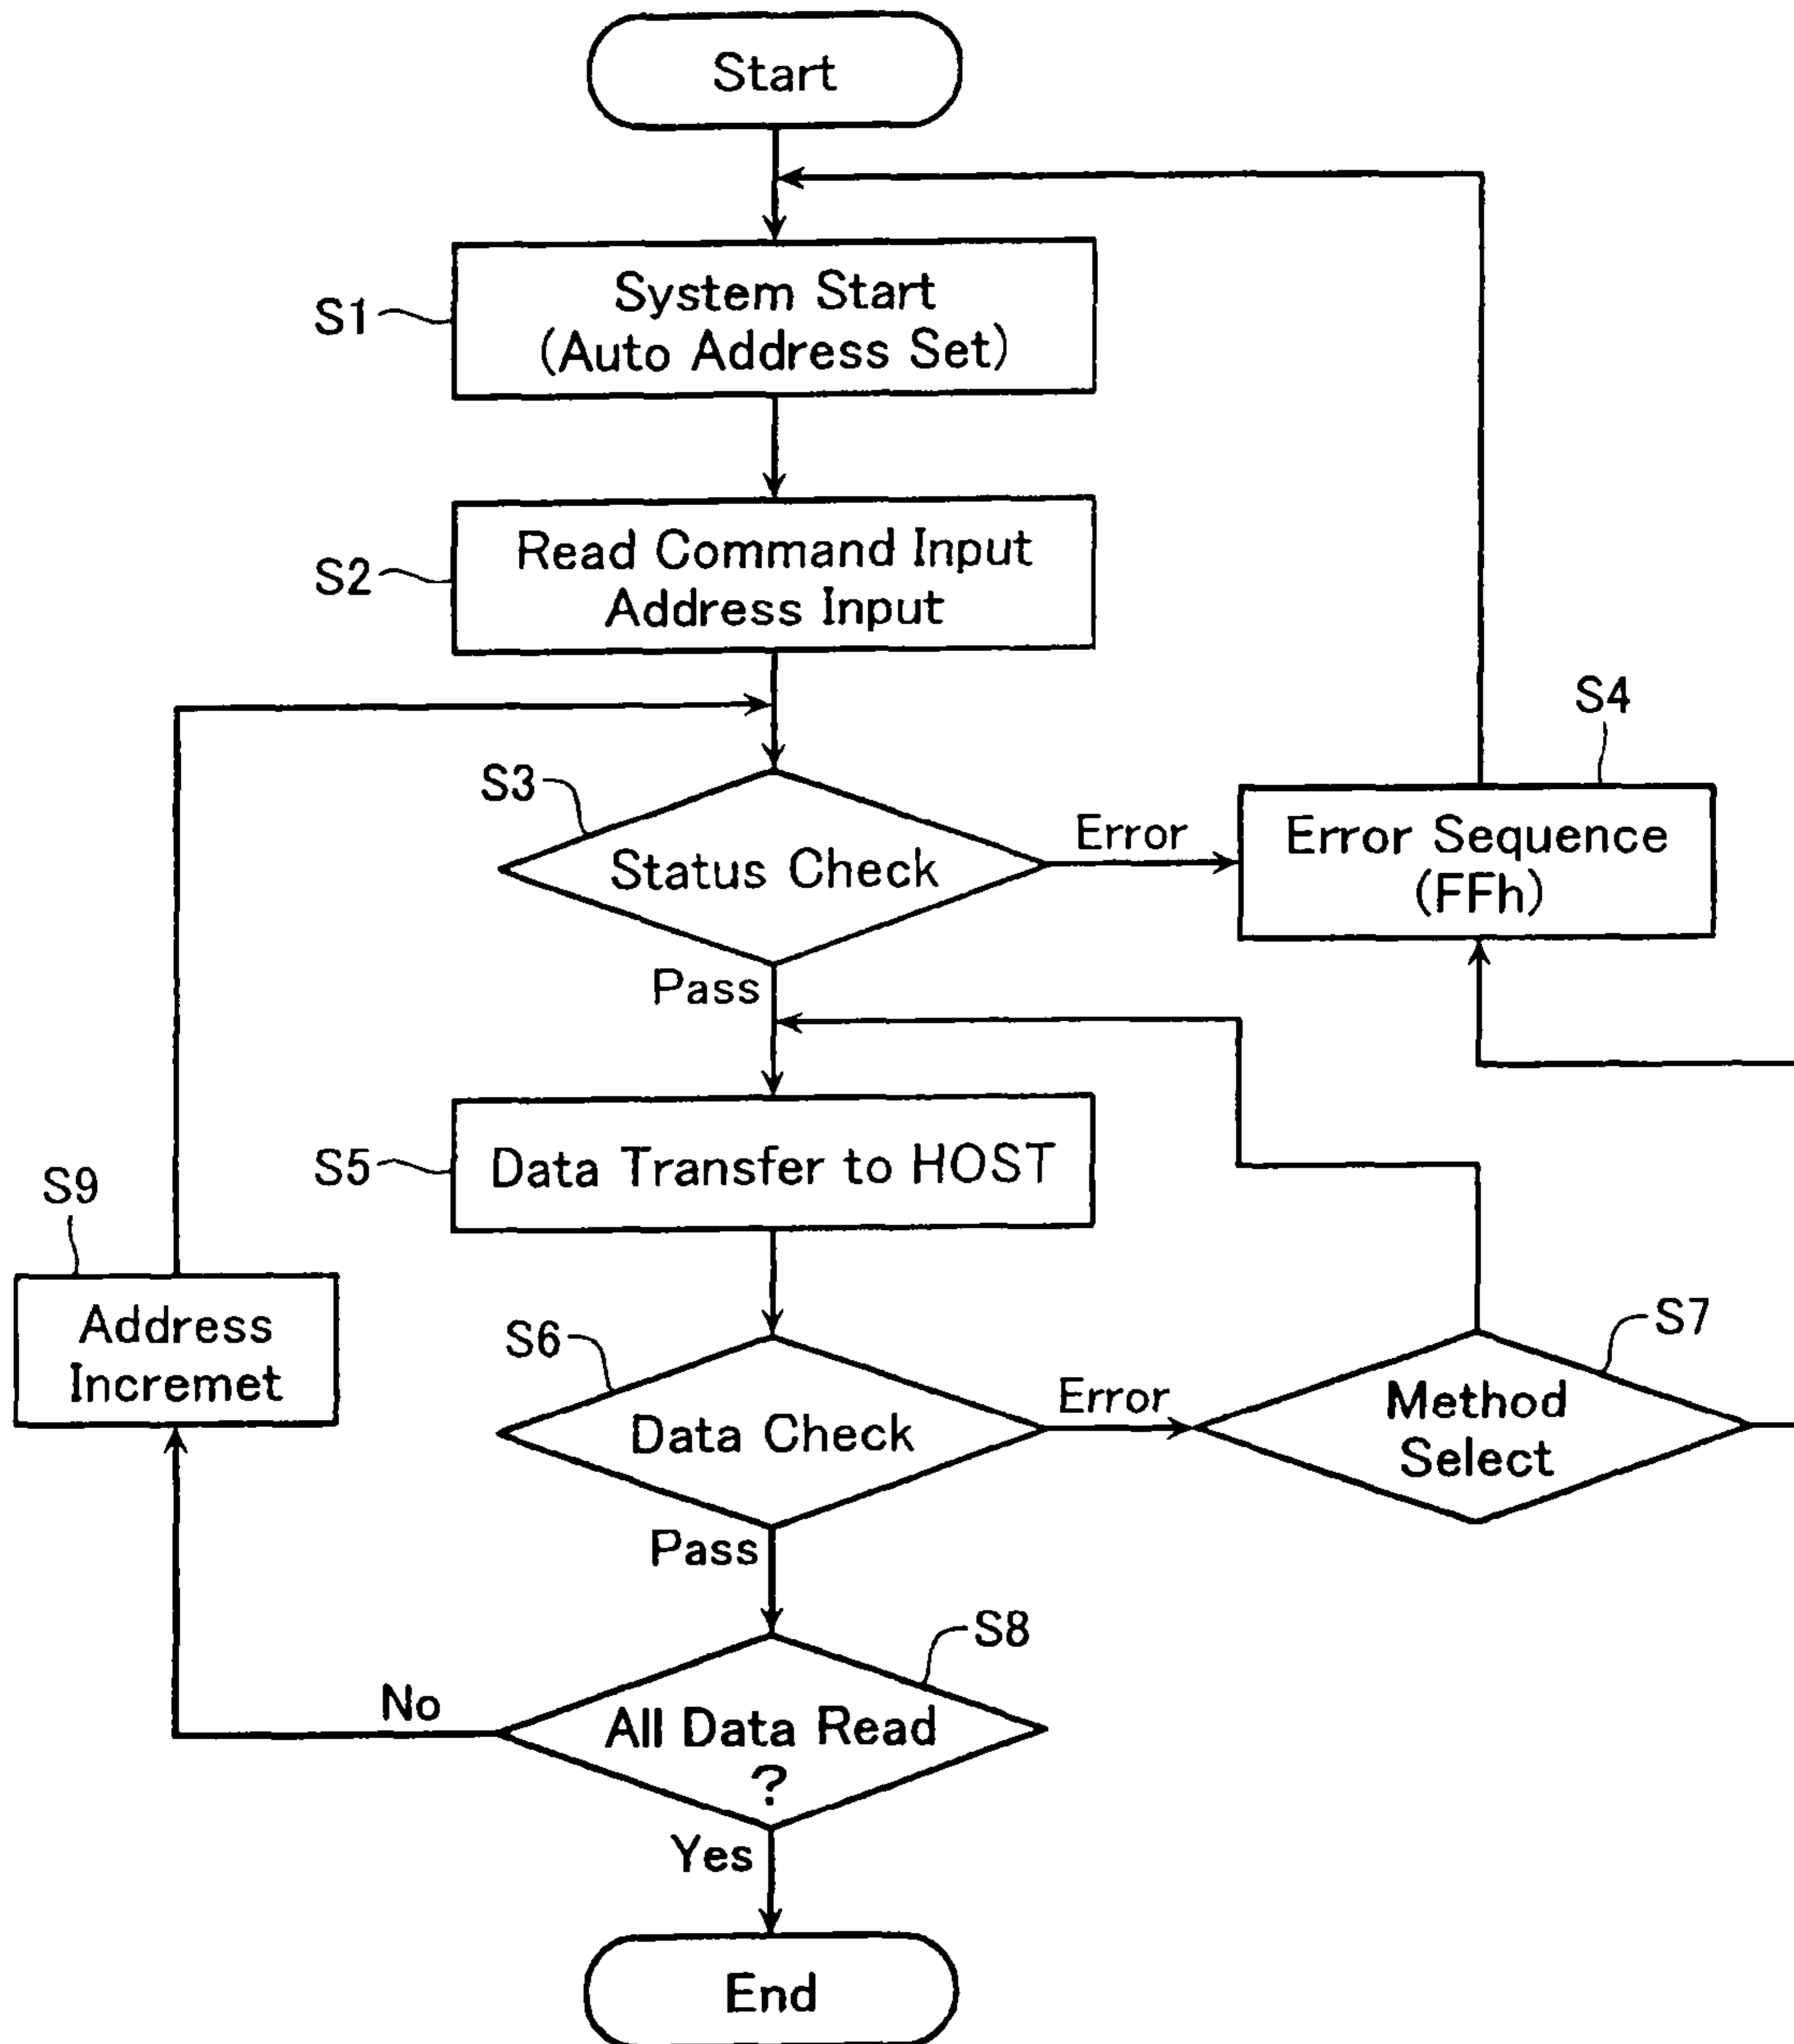 Start
S1
System Start
(Auto Address Set)
S2
Read Command Input
Address Input
S3
Status Check
Error
S4
Error Sequence
(FFh)
Pass
S5
Data Transfer to HOST
S9
Address
Incremet
S6
Data Check
Error
S7
Method
Select
Pass
S8
All Data Read
?
No
Yes
End